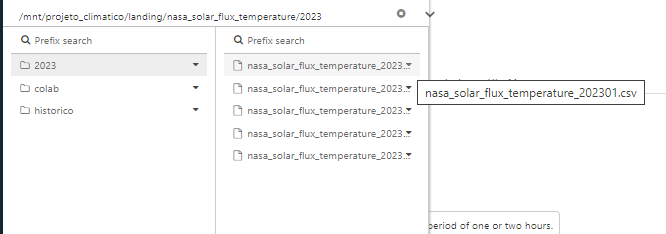 /mnt/projeto_climatico/landing/nasa_solar_flux_temperature/2023
Prefix search
2023
colab
historico
Prefix search
nasa_solar_flux_temperature_2023...
nasa_solar_flux_temperature_2023...
nasa_solar_flux_temperature_2023...
nasa_solar_flux_temperature_2023...
nasa_solar_flux_temperature_2023...
nasa_solar_flux_temperature_202301.csv
period of one or two hours.